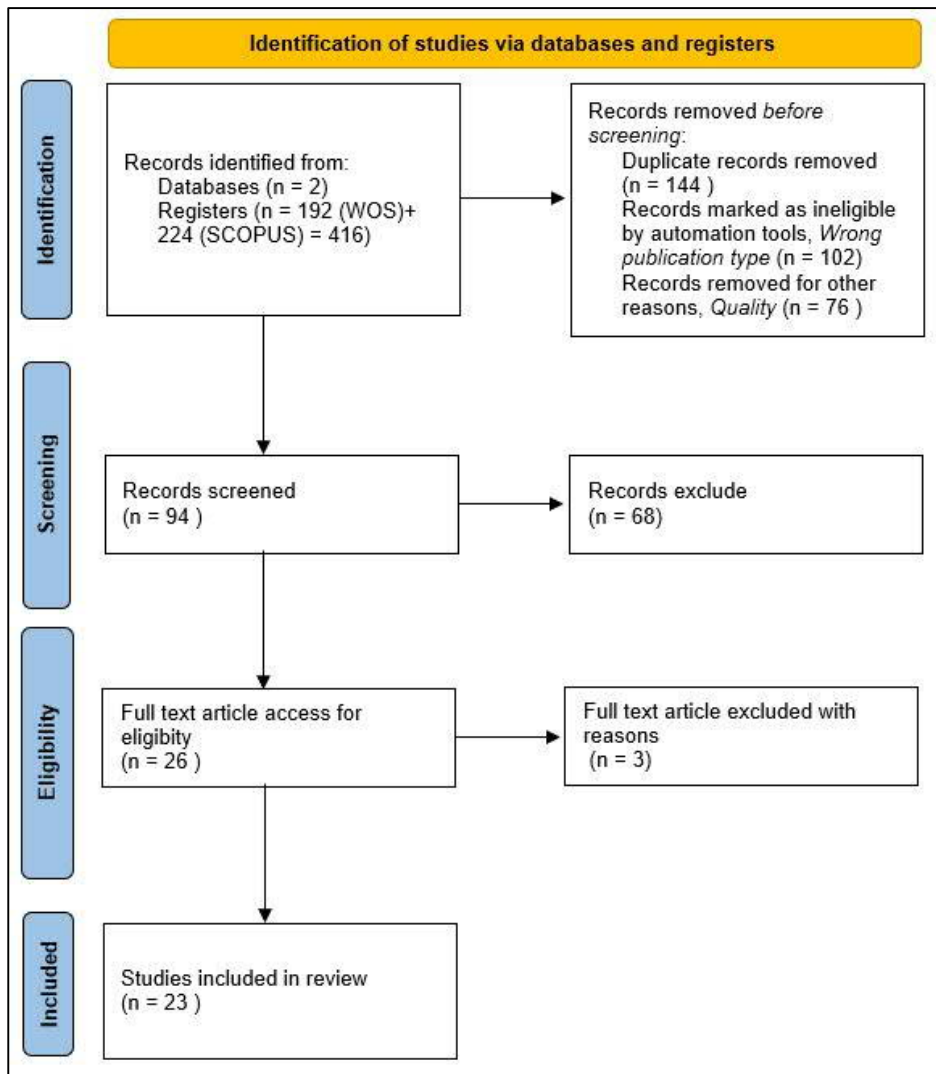 Identification of studies via databases and registers
Identification
Records identified from:
Databases (n = 2)
Registers (n = 192 (WOS)+
224 (SCOPUS) = 416)
Records removed before
screening:
Duplicate records removed
(n = 144 )
Records marked as ineligible
by automation tools, Wrong
publication type (n = 102)
Records removed for other
reasons, Quality (n = 76 )
Screening
Records screened
(n = 94 )
Records exclude
(n = 68)
Eligibility
Full text article access for
eligibity
(n = 26 )
Full text article excluded with
reasons
(n = 3)
Included
Studies included in review
(n = 23 )